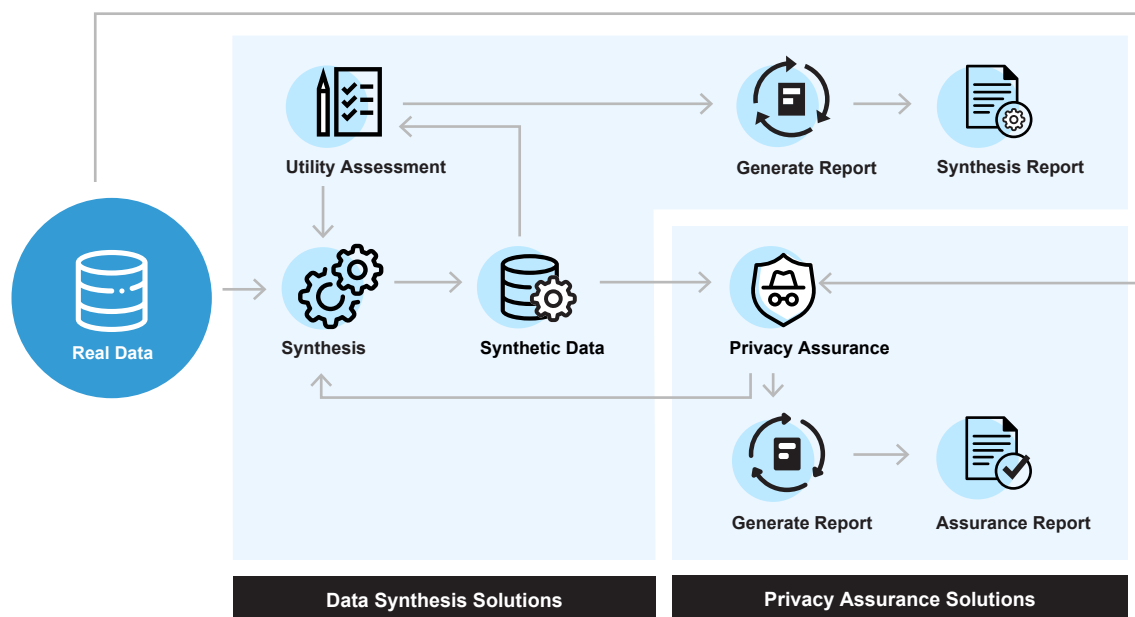 Utility Assessment
Generate Report
Synthesis Report
Real Data
Synthesis
Synthetic Data
Privacy Assurance
Generate Report
Assurance Report
Data Synthesis Solutions
Privacy Assurance Solutions